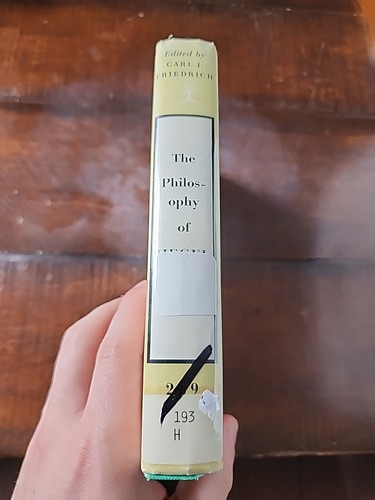 Edited by
CARL J.
FRIEDRICH
The
Philos-
ophy
of
193
H